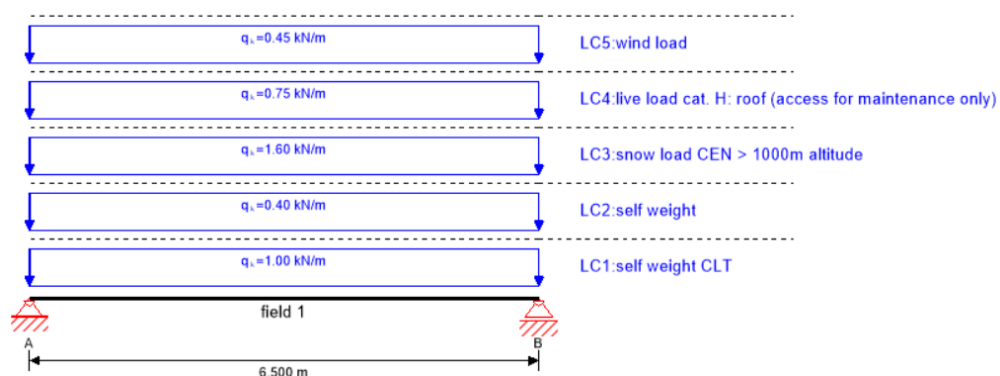 qₖ=0.45 kN/m
LC5:wind load
qₖ=0.75 kN/m
LC4:live load cat. H: roof (access for maintenance only)
qₖ=1.60 kN/m
LC3:snow load CEN > 1000m altitude
qₖ=0.40 kN/m
LC2:self weight
qₖ=1.00 kN/m
LC1:self weight CLT
field 1
A
B
6.500 m